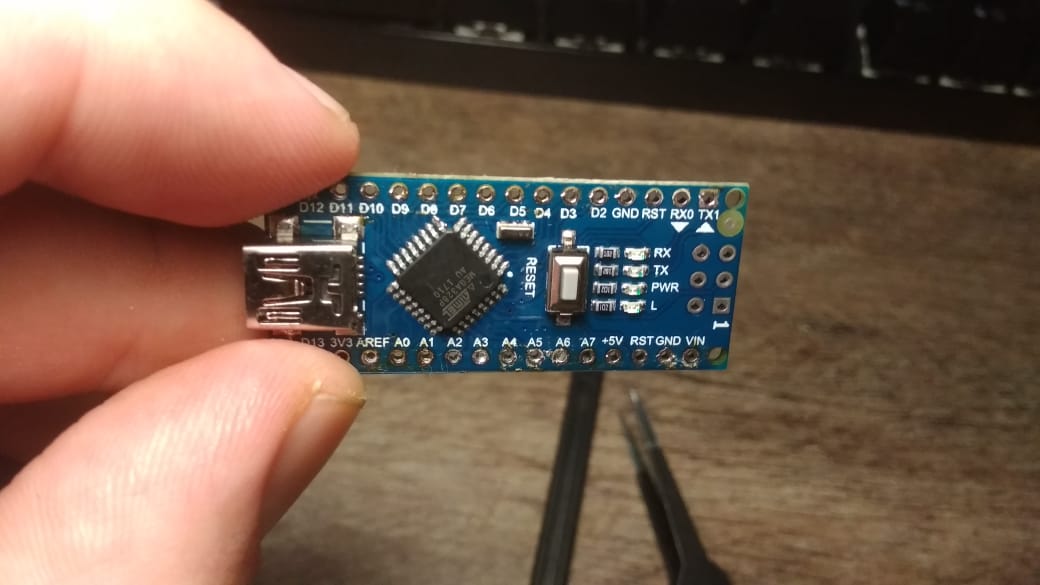 D12 D11 D10 D9 D8 D7 D6 D5 D4 D3 D2 GND RST RX0 TX1
RESET
RX
TX
PWR
L
1
D13 3V3 AREF A0 A1 A2 A3 A4 A5 A6 A7 +5V RST GND VIN